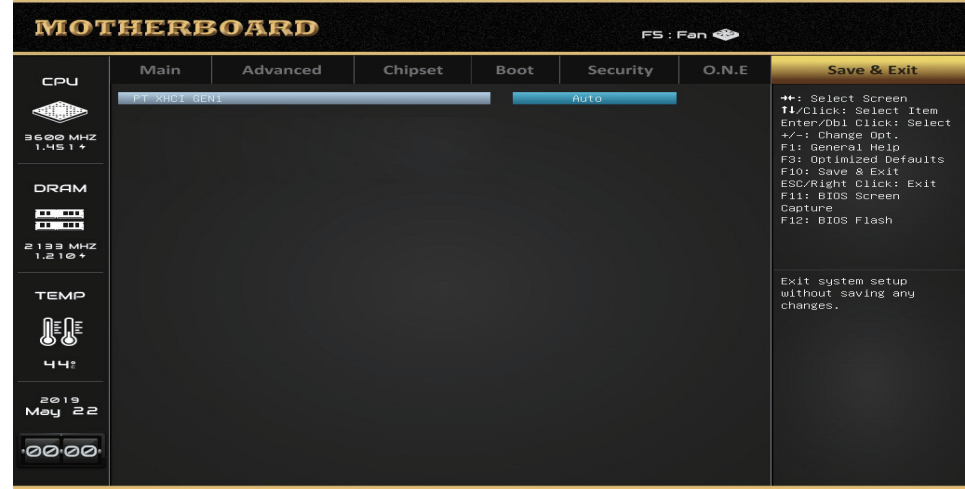 MOTHERBOARD
F5 : Fan
CPU
3600 MHZ
1.451
DRAM
2133 MHZ
1.210
TEMP
44°C
2019
May 22
00:00
Main Advanced Chipset Boot Security O.N.E Save & Exit
PT XHCI GEN1 Auto
→←: Select Screen
↑↓/Click: Select Item
Enter/Dbl Click: Select
+/-: Change Opt.
F1: General Help
F3: Optimized Defaults
F10: Save & Exit
ESC/Right Click: Exit
F11: BIOS Screen
Capture
F12: BIOS Flash
Exit system setup
without saving any
changes.